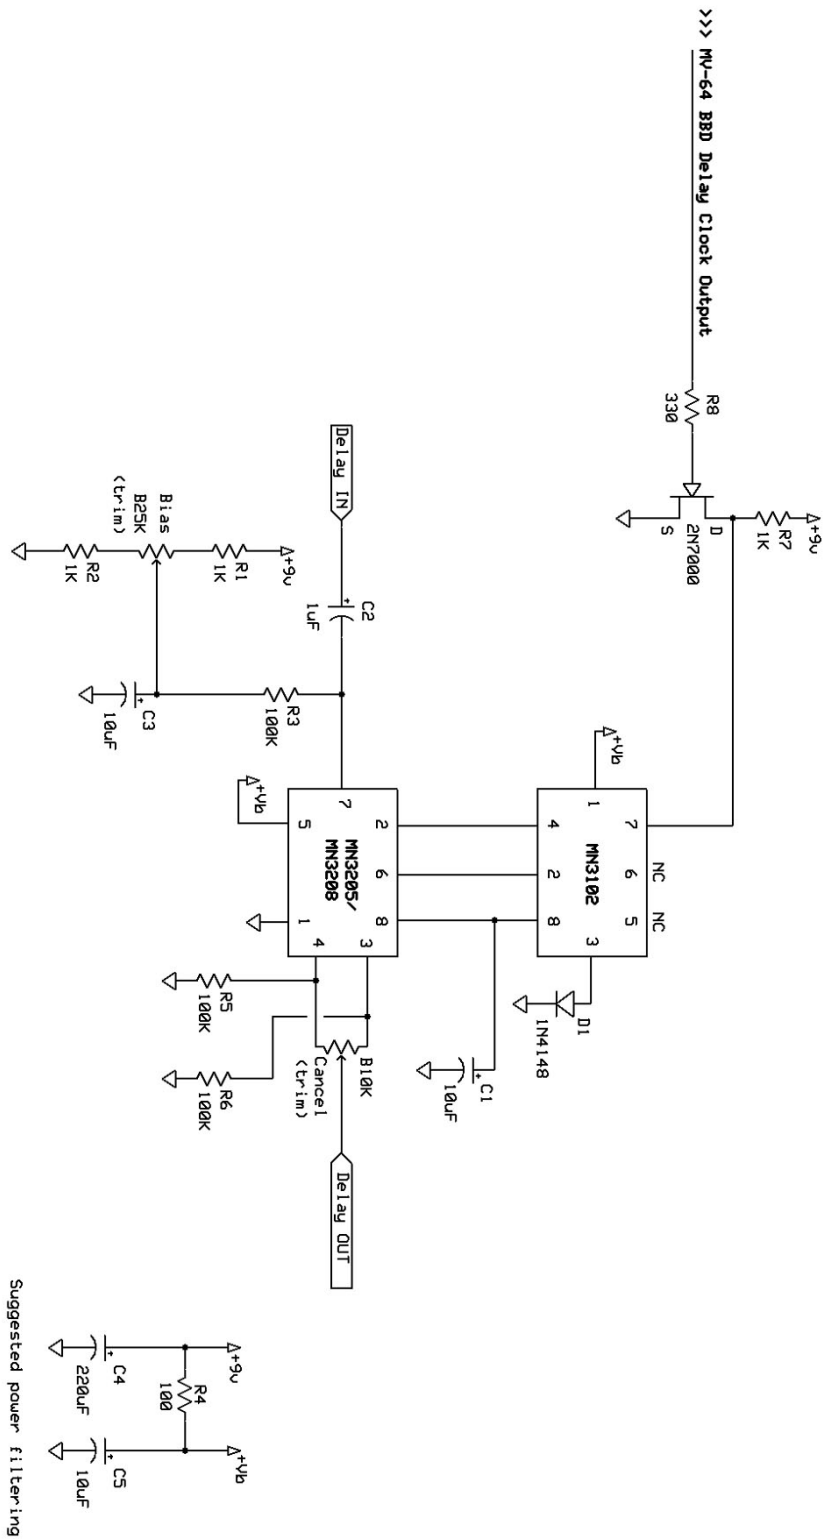 >>> MV-64 BBD Delay Clock Output
+9v
R7
1K
R8
330
D
2N7000
S
NC
NC
7
6
5
1
MN3102
3
4
2
8
+Vb
D1
1N4148
C1
10uF
Delay IN
C2
1uF
2
6
8
7
MN3205/
MN3208
3
4
5
1
+Vb
B10K
Cancel
(trim)
Delay OUT
+9v
R1
1K
Bias
B25K
(trim)
R2
1K
R3
100K
C3
10uF
R5
100K
R6
100K
+9v
+Vb
R4
100
C4
220uF
C5
10uF
Suggested power filtering